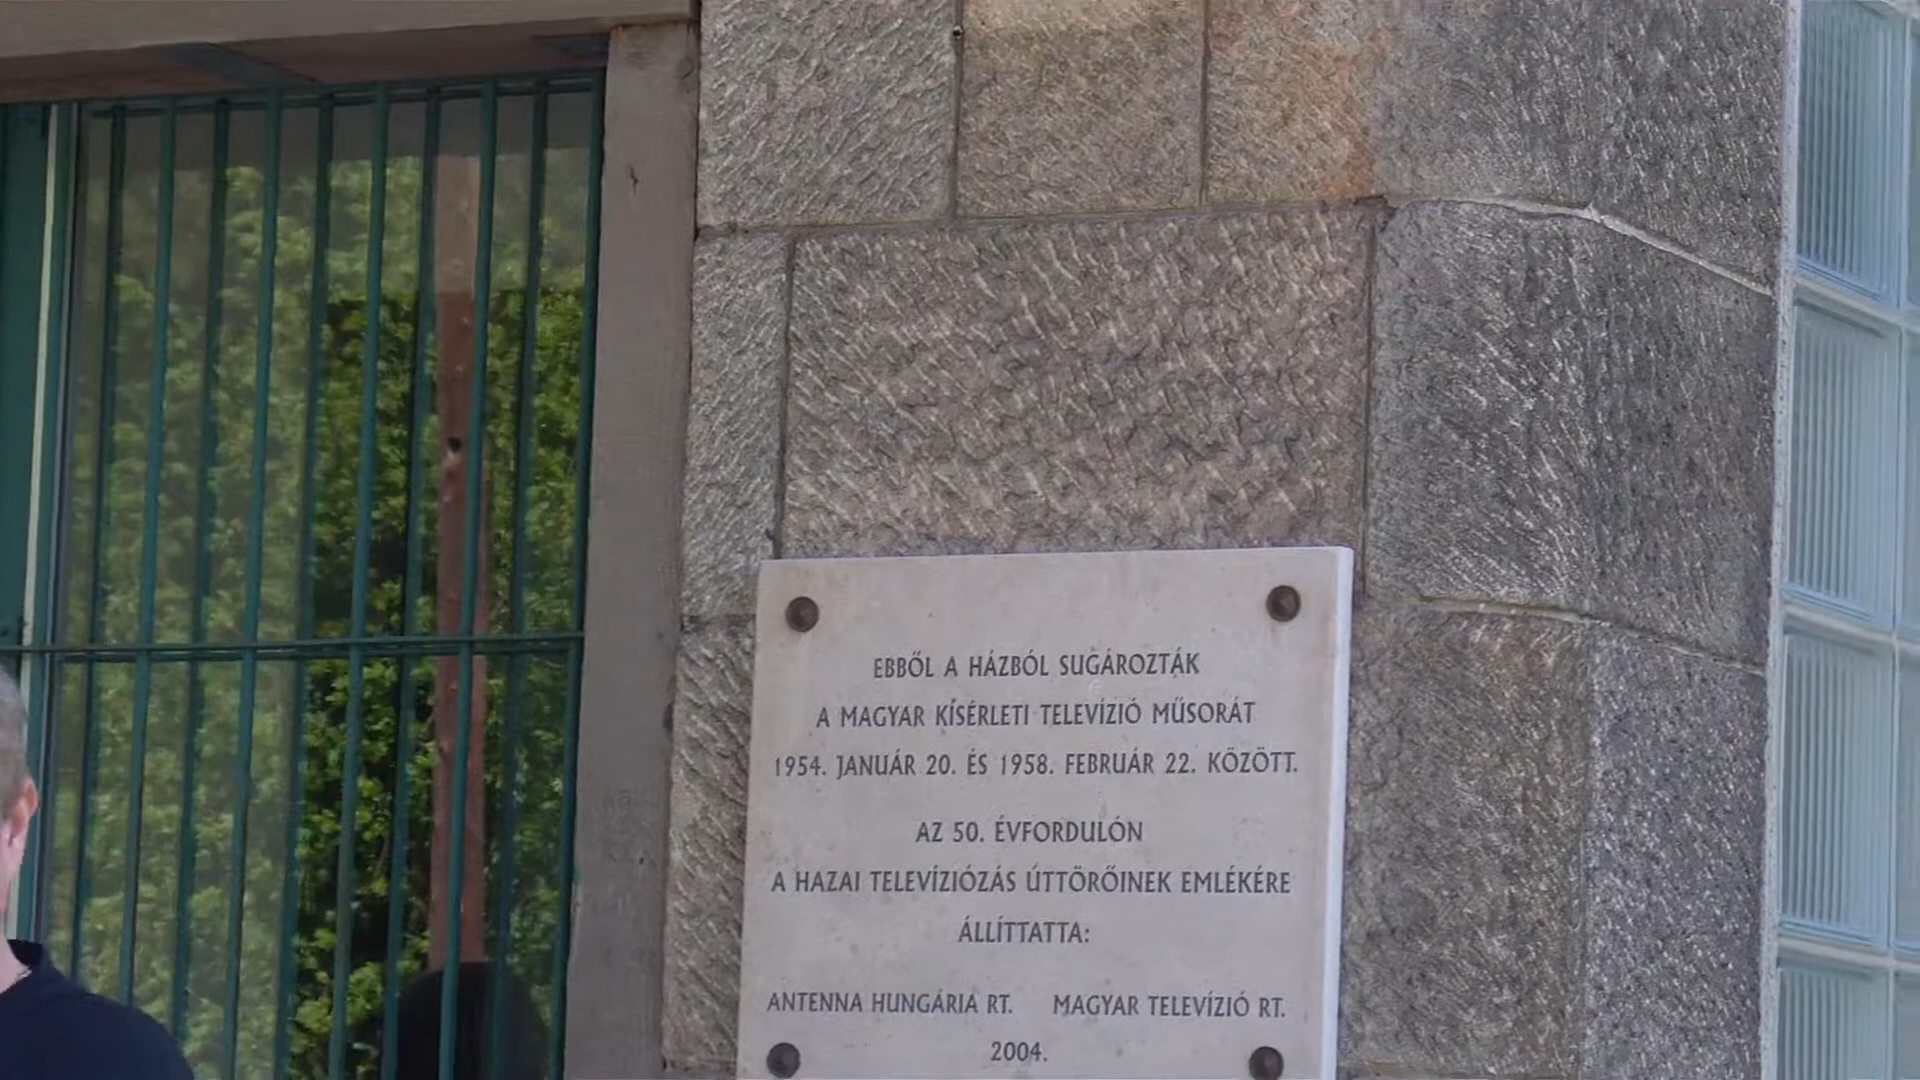 EBBŐL A HÁZBÓL SUGÁROZTÁK
A MAGYAR KÍSÉRLETI TELEVÍZIÓ MŰSORÁT
1954. JANUÁR 20. ÉS 1958. FEBRUÁR 22. KÖZÖTT.
AZ 50. ÉVFORDULÓN
A HAZAI TELEVÍZIÓZÁS ÚTTÖRŐINEK EMLÉKÉRE
ÁLLÍTTATTA:
ANTENNA HUNGÁRIA RT. MAGYAR TELEVÍZIÓ RT.
2004.